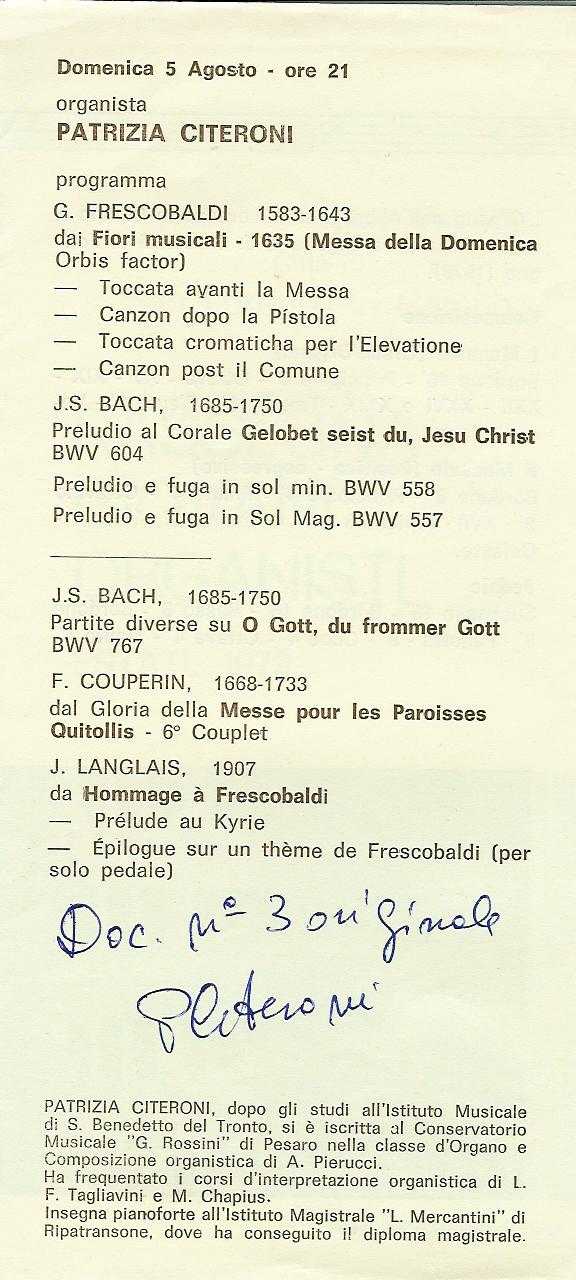 Domenica 5 Agosto - ore 21
organista
PATRIZIA CITERONI
programma
G. FRESCOBALDI 1583-1643
dai Fiori musicali - 1635 (Messa della Domenica
Orbis factor)
— Toccata avanti la Messa
— Canzon dopo la Pístola
— Toccata cromaticha per l'Elevatione
— Canzon post il Comune
J.S. BACH, 1685-1750
Preludio al Corale Gelobet seist du, Jesu Christ
BWV 604
Preludio e fuga in sol min. BWV 558
Preludio e fuga in Sol Mag. BWV 557
J.S. BACH, 1685-1750
Partite diverse su O Gott, du frommer Gott
BWV 767
F. COUPERIN, 1668-1733
dal Gloria della Messe pour les Paroisses
Quitollis - 6° Couplet
J. LANGLAIS, 1907
da Hommage à Frescobaldi
— Prélude au Kyrie
— Épilogue sur un thème de Frescobaldi (per
solo pedale)
Doc. nº 3 originale
PCiteroni
PATRIZIA CITERONI, dopo gli studi all'Istituto Musicale
di S. Benedetto del Tronto, si è iscritta al Conservatorio
Musicale "G. Rossini" di Pesaro nella classe d'Organo e
Composizione organistica di A. Pierucci.
Ha frequentato i corsi d'interpretazione organistica di L.
F. Tagliavini e M. Chapius.
Insegna pianoforte all'Istituto Magistrale "L. Mercantini" di
Ripatransone, dove ha conseguito il diploma magistrale.